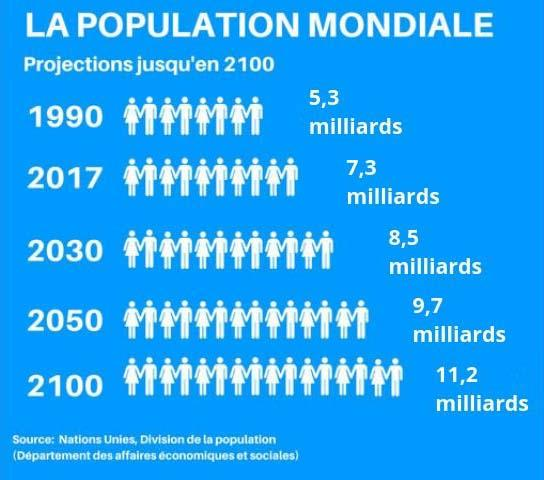 LA POPULATION MONDIALE
Projections jusqu'en 2100
1990
5,3
milliards
2017
7,3
milliards
2030
8,5
milliards
2050
9,7
milliards
2100
11,2
milliards
Source: Nations Unies, Division de la population
(Département des affaires économiques et sociales)